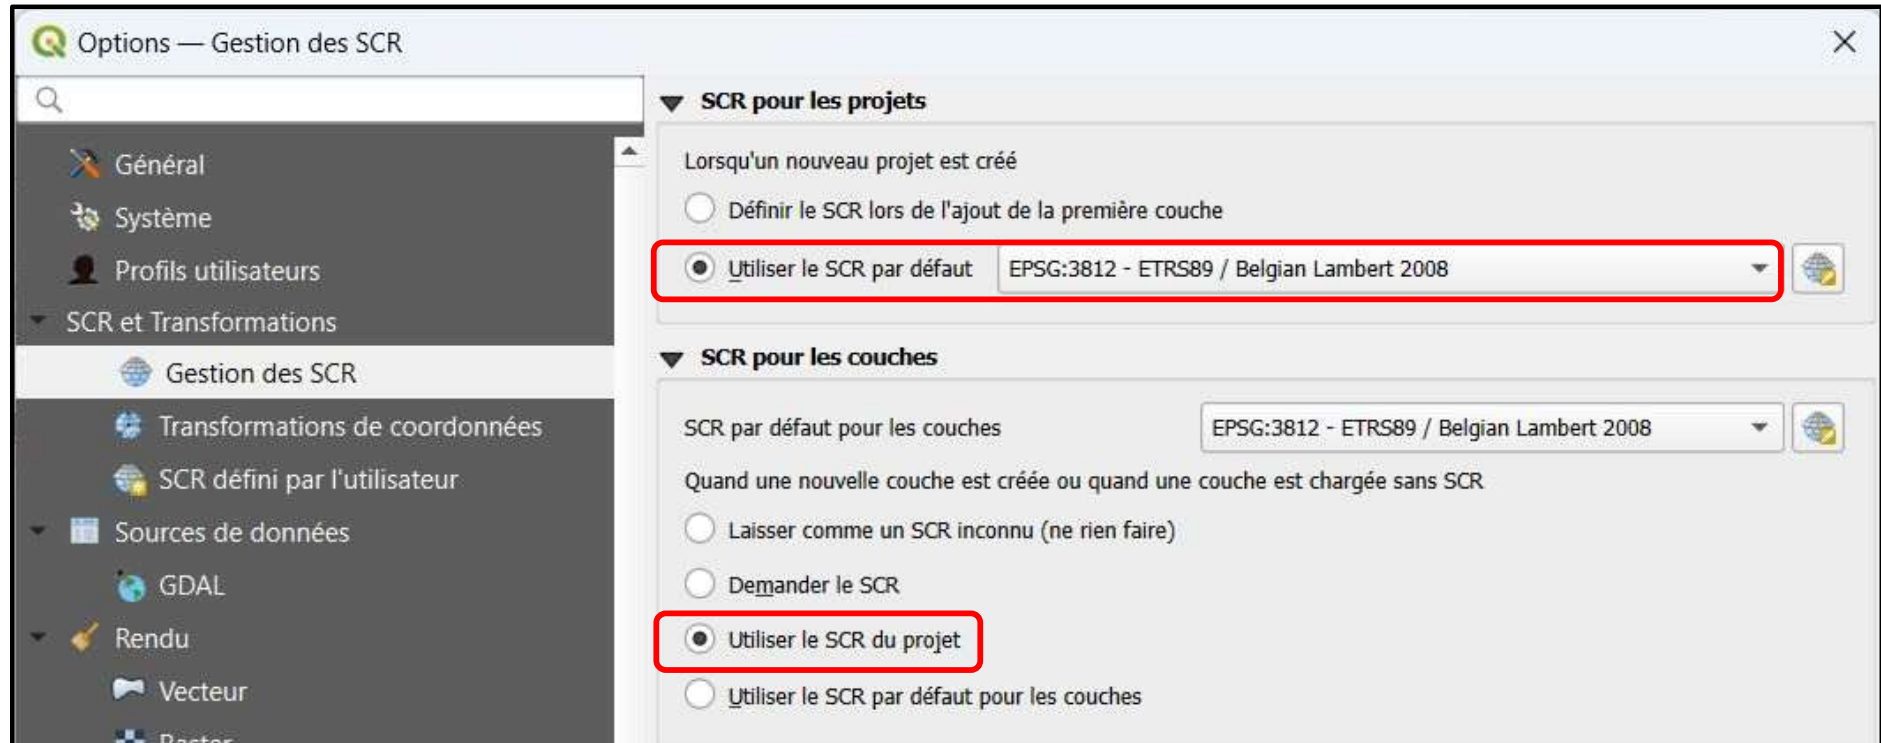 Options — Gestion des SCR
Général
Système
Profils utilisateurs
SCR et Transformations
Gestion des SCR
Transformations de coordonnées
SCR défini par l'utilisateur
Sources de données
GDAL
Rendu
Vecteur
Raster
SCR pour les projets
Lorsqu'un nouveau projet est créé
Définir le SCR lors de l'ajout de la première couche
Utiliser le SCR par défaut EPSG:3812 - ETRS89 / Belgian Lambert 2008
SCR pour les couches
SCR par défaut pour les couches EPSG:3812 - ETRS89 / Belgian Lambert 2008
Quand une nouvelle couche est créée ou quand une couche est chargée sans SCR
Laisser comme un SCR inconnu (ne rien faire)
Demander le SCR
Utiliser le SCR du projet
Utiliser le SCR par défaut pour les couches